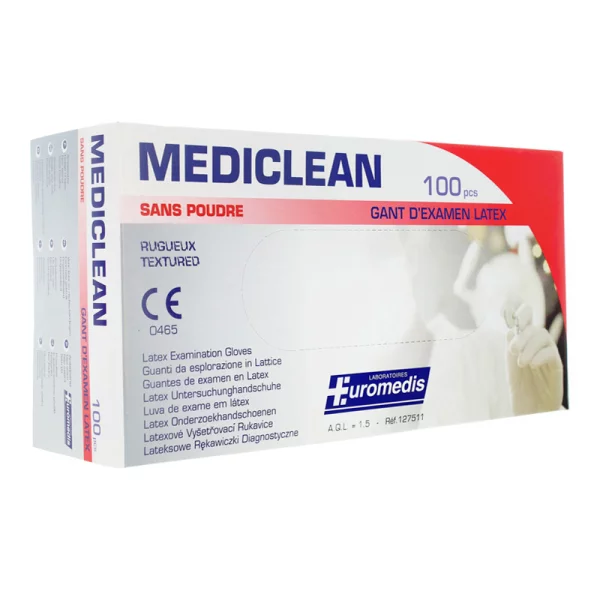 MEDICLEAN
100 pcs
SANS POUDRE
GANT D'EXAMEN LATEX
RUGUEUX
TEXTURED
CE
0465
Latex Examination Gloves
Guanti da esplorazione in Lattice
Guantes de examen en Latex
Latex Untersuchunghandschuhe
Luva de exame em látex
Latex Onderzoekhandschoenen
Latexové Vyšetřovací Rukavice
Lateksowe Rękawiczki Diagnostyczne
LABORATOIRES
Euromedis
A.Q.L = 1.5 - Réf.127511
SANS POUDRE
MEDICLEAN
GANT D'EXAMEN LATEX
100 pcs
Euromedis